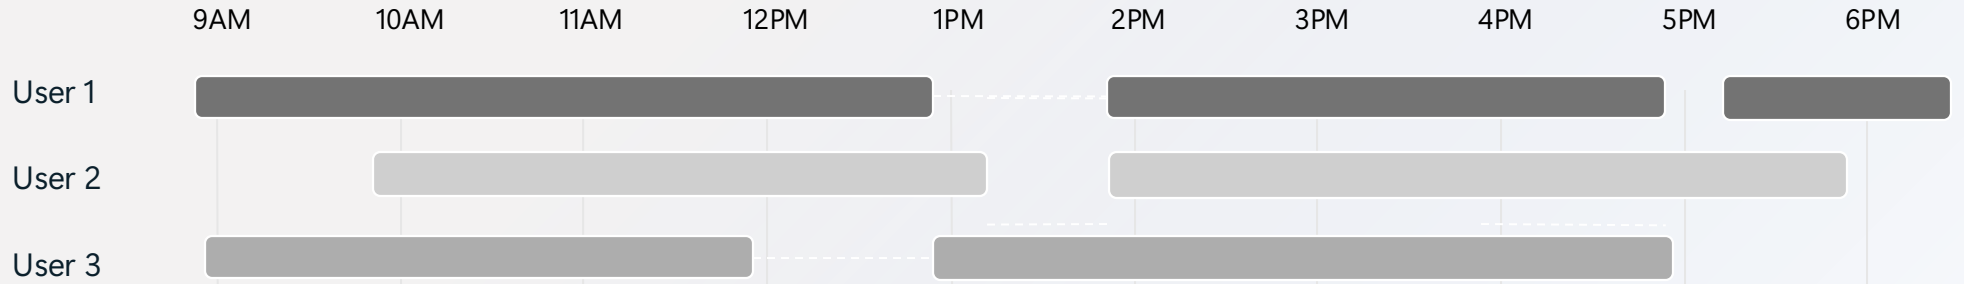 9AM 10AM 11AM 12PM 1PM 2PM 3PM 4PM 5PM 6PM
User 1
User 2
User 3